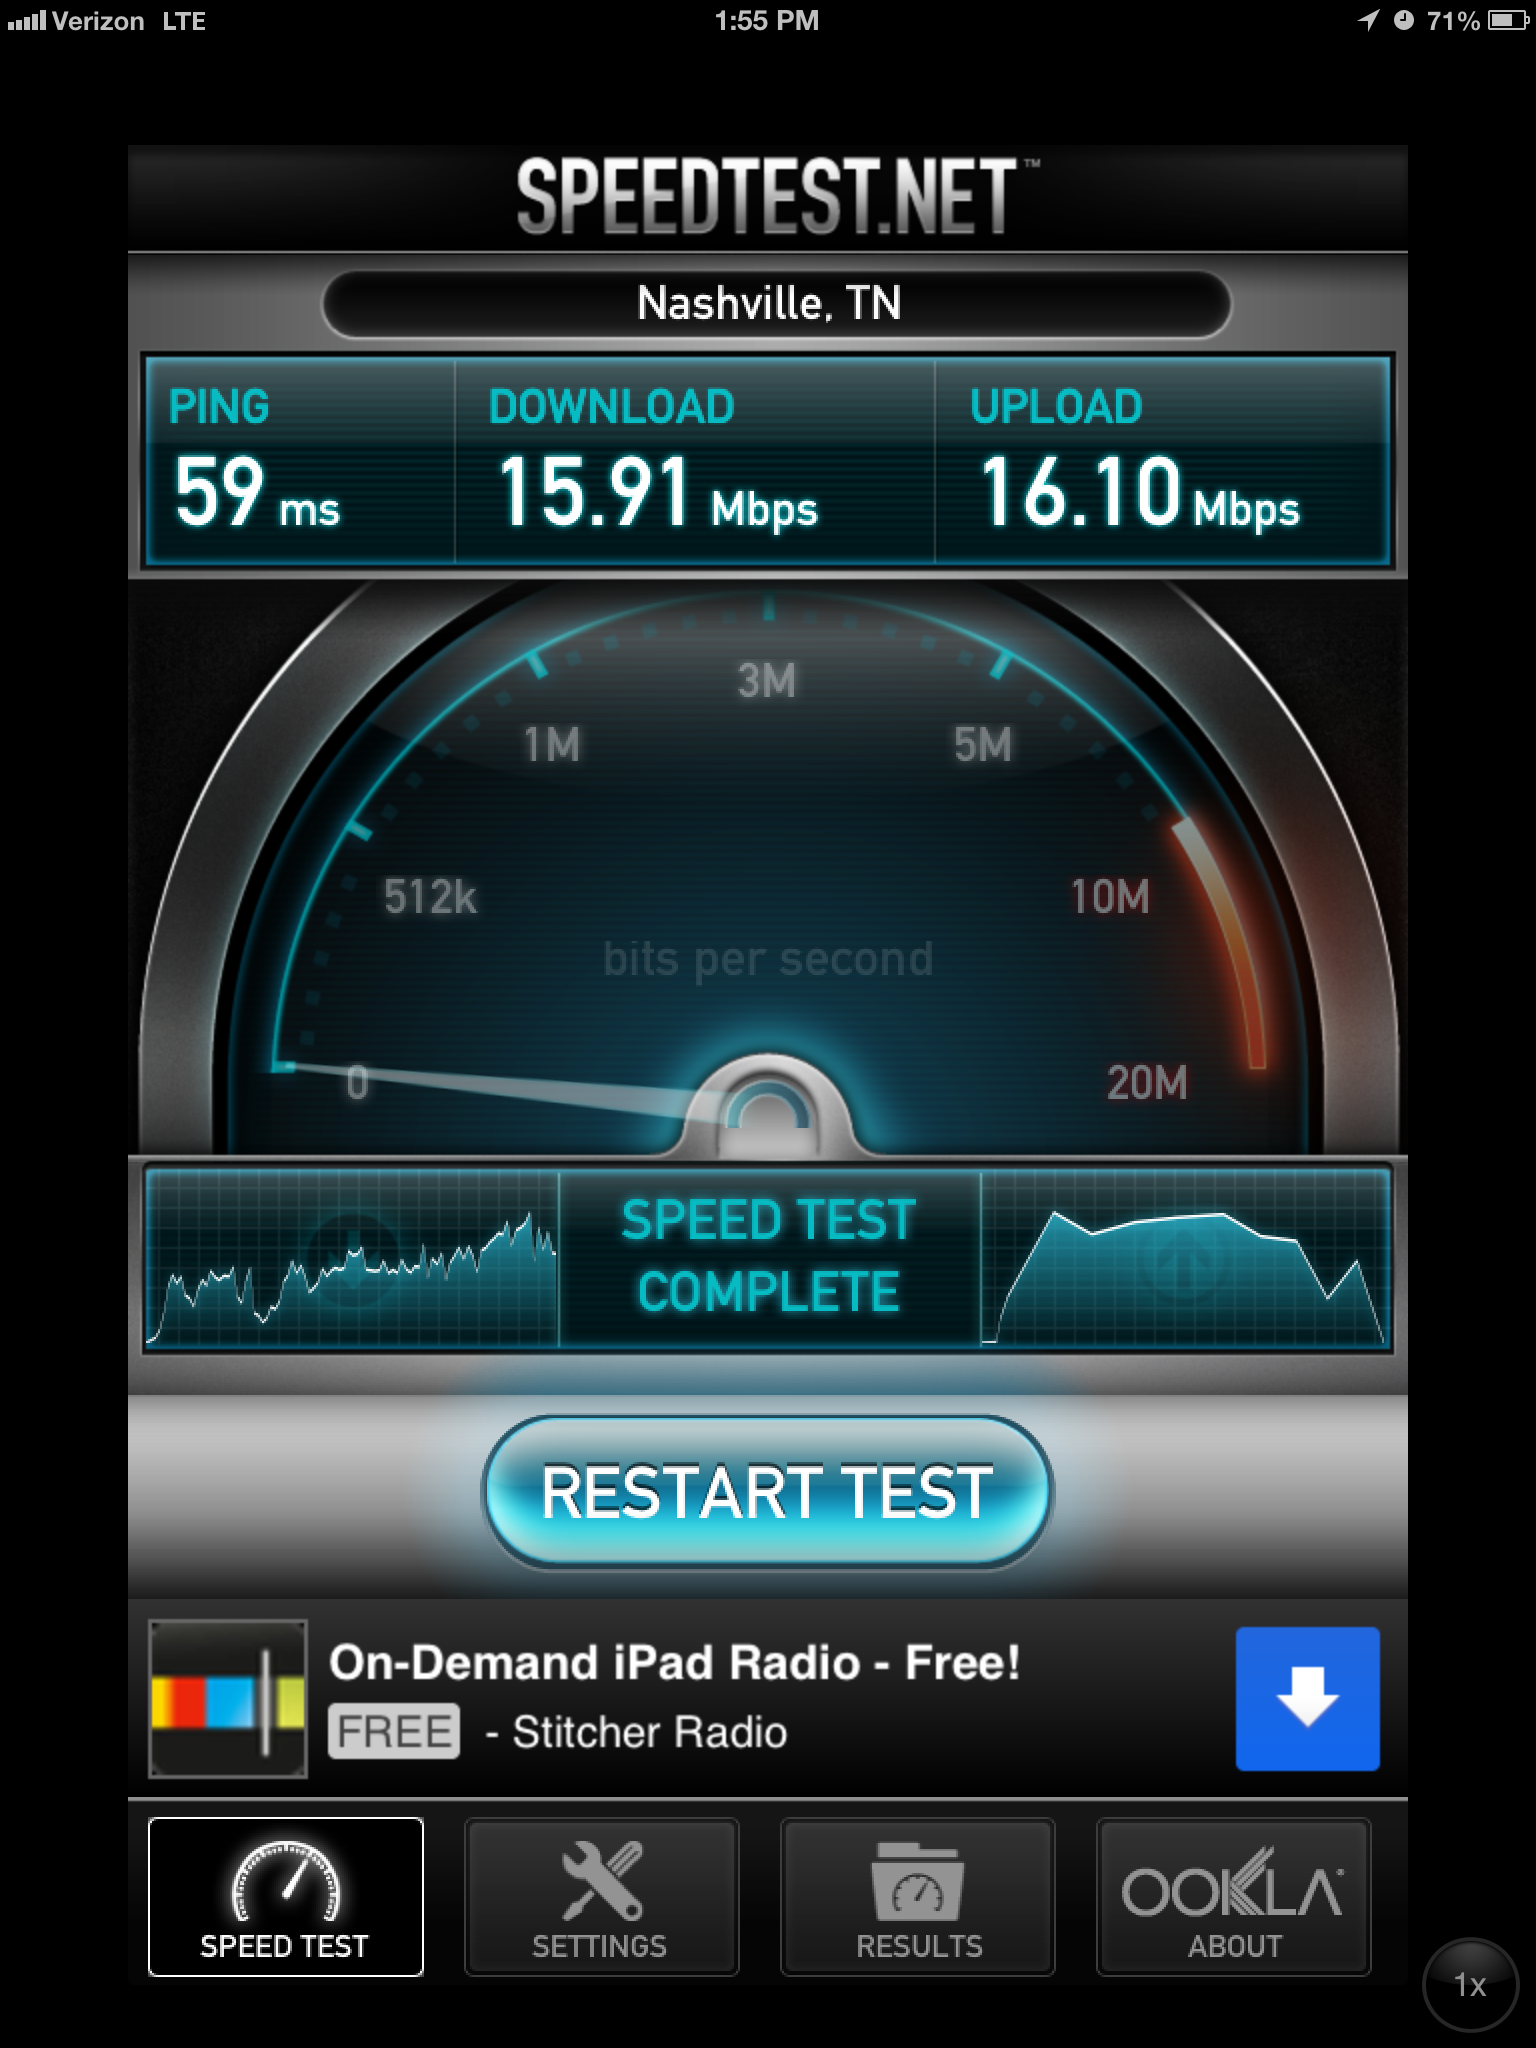 Verizon LTE 1:55 PM 71%
SPEEDTEST.NET™
Nashville, TN
PING DOWNLOAD UPLOAD
59 ms 15.91 Mbps 16.10 Mbps
3M
1M 5M
512k 10M
bits per second
0 20M
SPEED TEST
COMPLETE
RESTART TEST
On-Demand iPad Radio - Free!
FREE - Stitcher Radio
OOKLA
SPEED TEST SETTINGS RESULTS ABOUT
1x